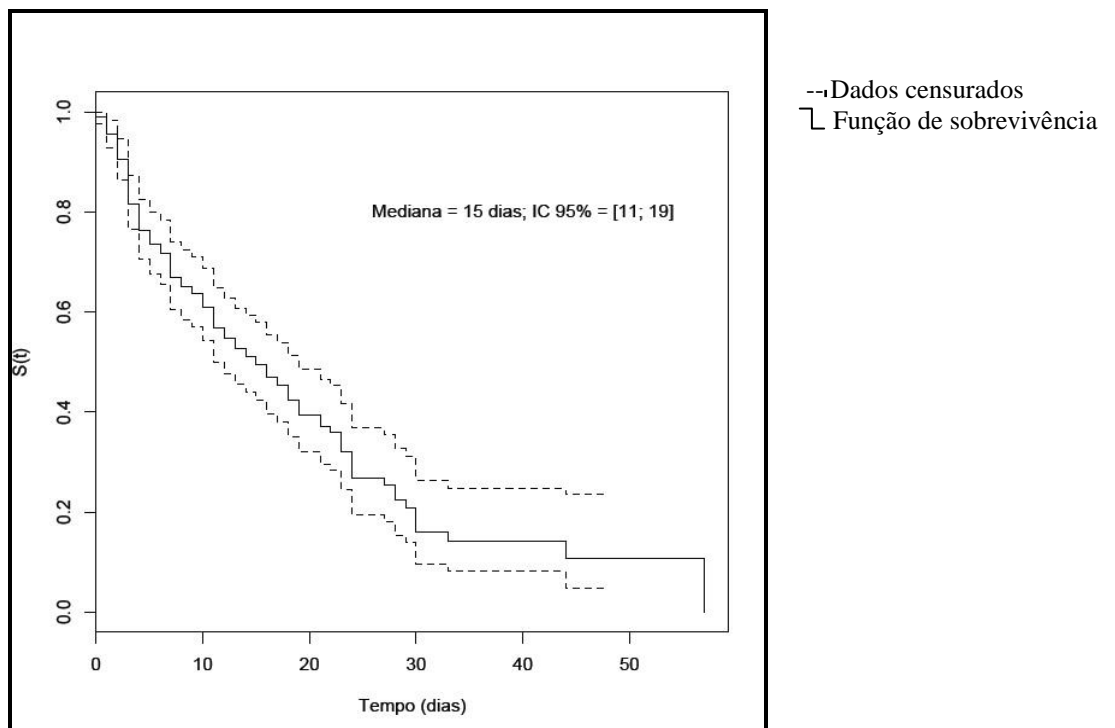 Dados censurados
Função de sobrevivência
Mediana = 15 dias; IC 95% = [11; 19]
S(t)
1.0
0.8
0.6
0.4
0.2
0.0
0 10 20 30 40 50
Tempo (dias)